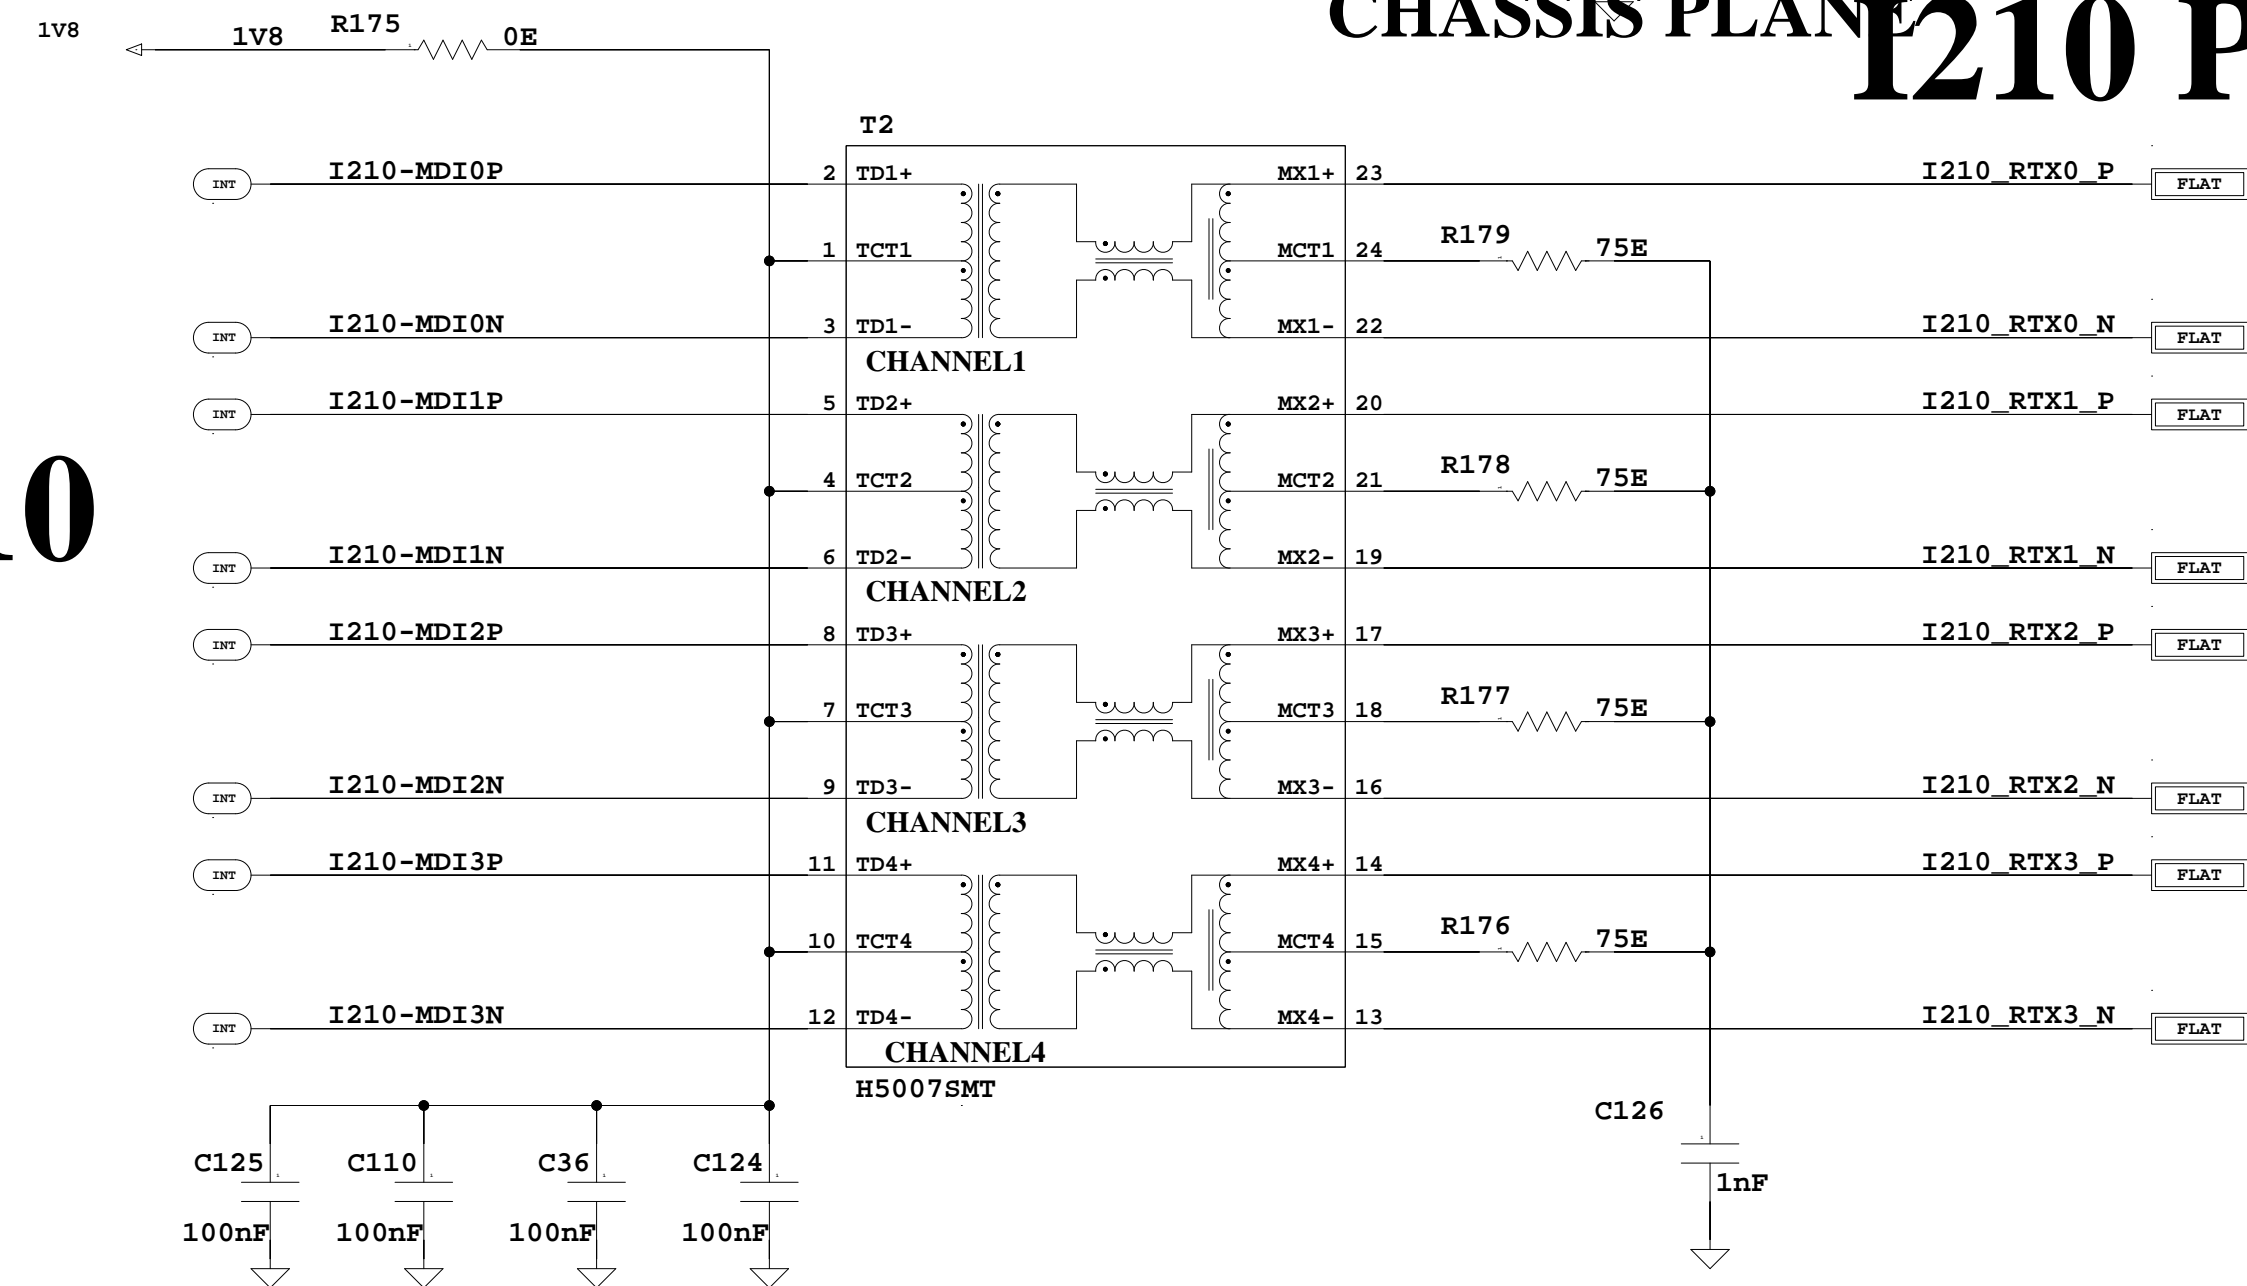 CHASSIS PLANE
I210 P
1V8
1V8 R175 0E
T2
INT I210-MDI0P 2 TD1+ MX1+ 23 I210_RTX0_P FLAT
1 TCT1 MCT1 24 R179 75E
INT I210-MDI0N 3 TD1- MX1- 22 I210_RTX0_N FLAT
CHANNEL1
INT I210-MDI1P 5 TD2+ MX2+ 20 I210_RTX1_P FLAT
4 TCT2 MCT2 21 R178 75E
0
INT I210-MDI1N 6 TD2- MX2- 19 I210_RTX1_N FLAT
CHANNEL2
INT I210-MDI2P 8 TD3+ MX3+ 17 I210_RTX2_P FLAT
7 TCT3 MCT3 18 R177 75E
INT I210-MDI2N 9 TD3- MX3- 16 I210_RTX2_N FLAT
CHANNEL3
INT I210-MDI3P 11 TD4+ MX4+ 14 I210_RTX3_P FLAT
10 TCT4 MCT4 15 R176 75E
INT I210-MDI3N 12 TD4- MX4- 13 I210_RTX3_N FLAT
CHANNEL4
H5007SMT
C126
1nF
C125 C110 C36 C124
100nF 100nF 100nF 100nF